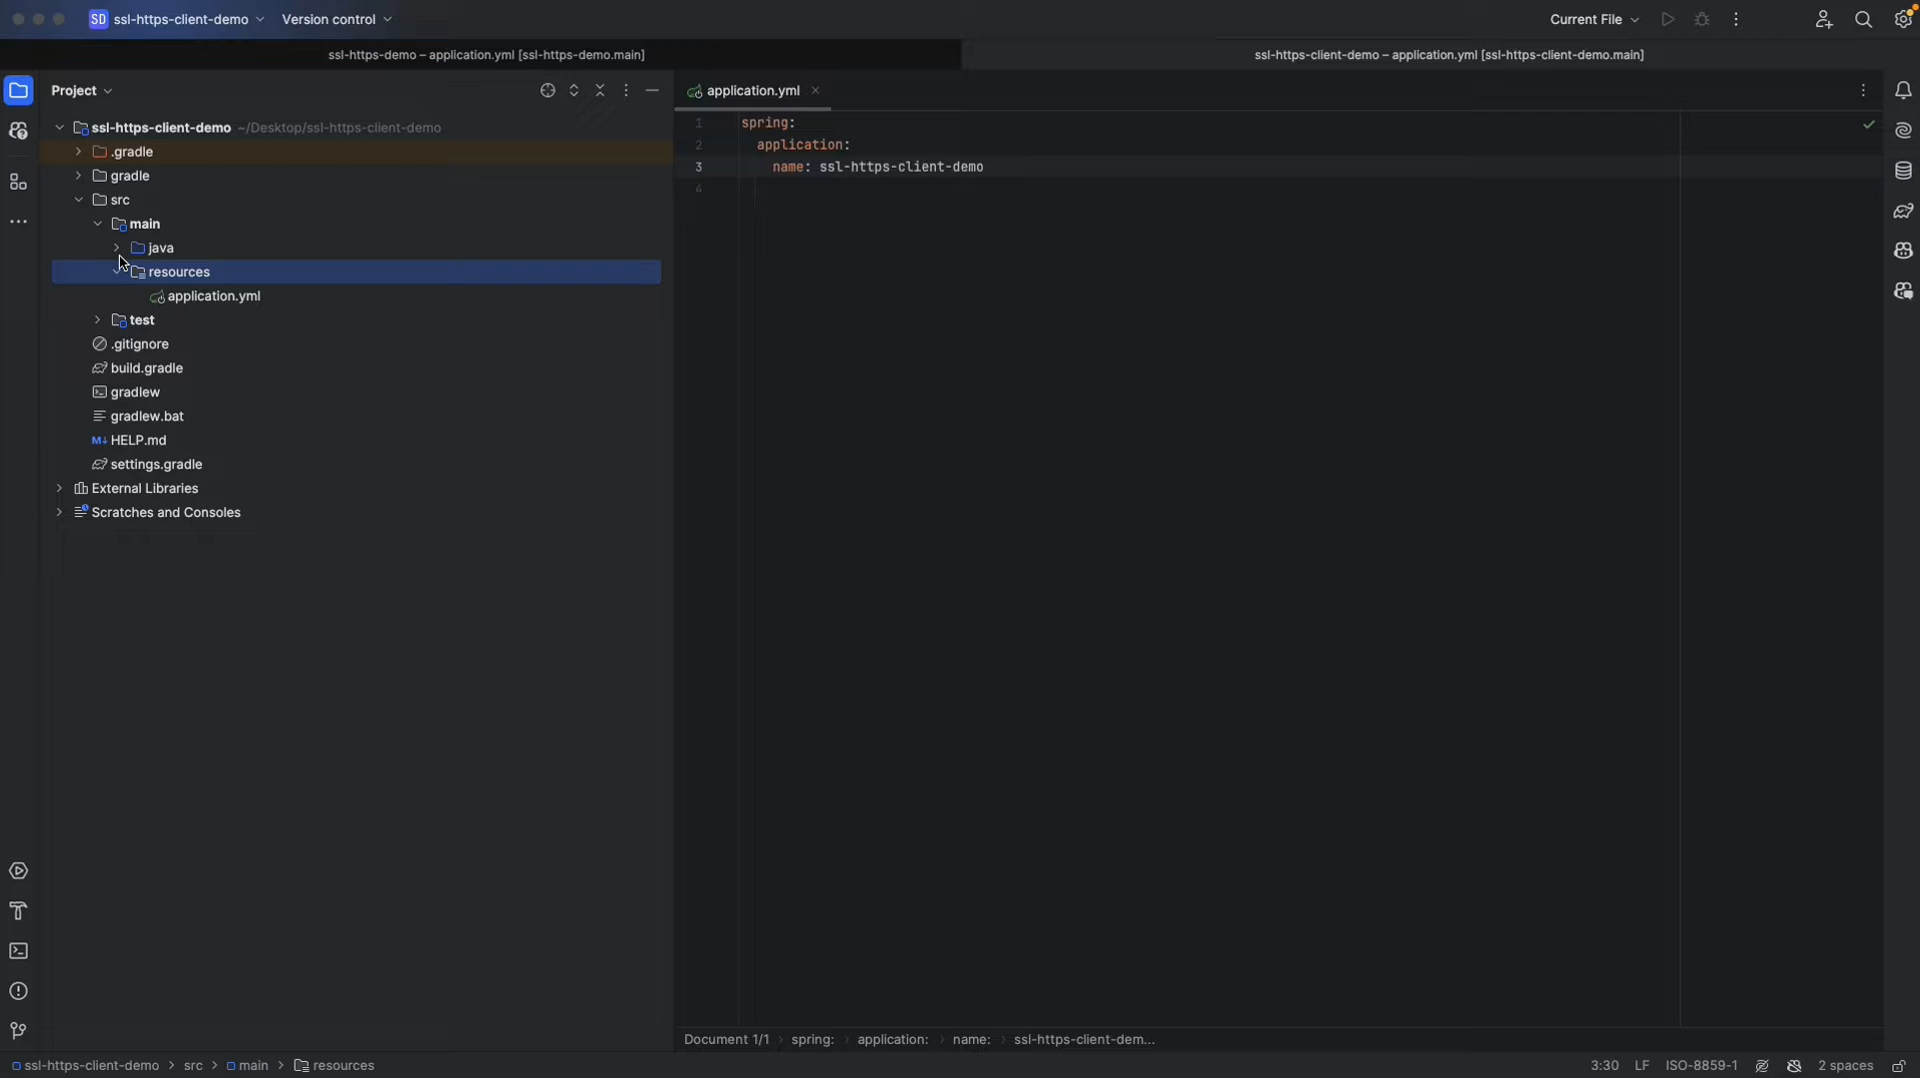 SD ssl-https-client-demo Version control Current File
ssl-https-demo – application.yml [ssl-https-demo.main] ssl-https-client-demo – application.yml [ssl-https-client-demo.main]
Project
application.yml
ssl-https-client-demo ~/Desktop/ssl-https-client-demo
.gradle
gradle
src
main
java
resources
application.yml
test
.gitignore
build.gradle
gradlew
gradlew.bat
M↓ HELP.md
settings.gradle
External Libraries
Scratches and Consoles
1 spring:
2 application:
3 name: ssl-https-client-demo
4
Document 1/1 spring: application: name: ssl-https-client-dem...
ssl-https-client-demo src main resources 3:30 LF ISO-8859-1 2 spaces